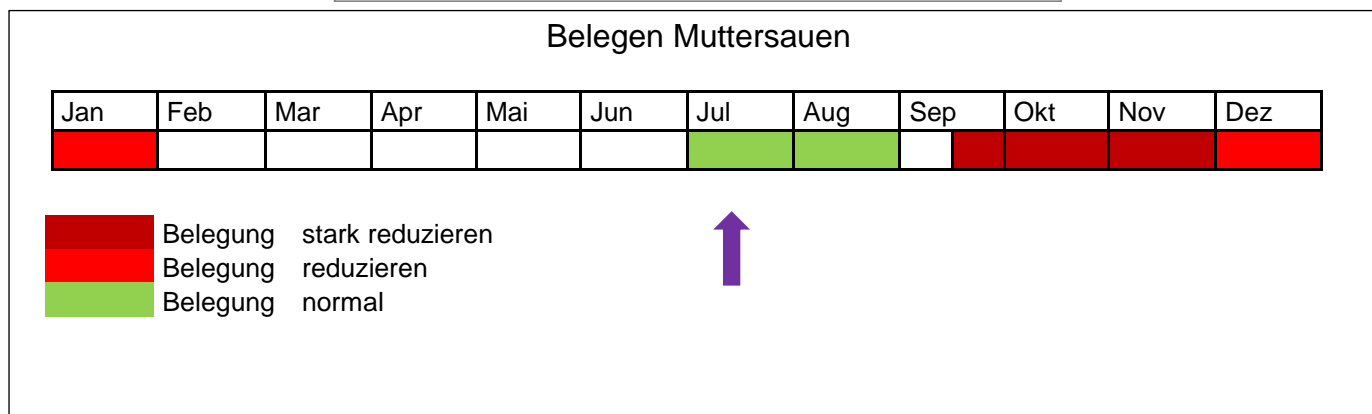 Belegen Muttersauen
Jan Feb Mar Apr Mai Jun Jul Aug Sep Okt Nov Dez
Belegung stark reduzieren
Belegung reduzieren
Belegung normal